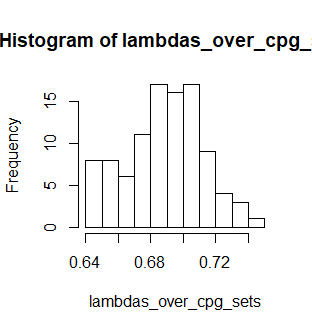 Histogram of lambdas_over_cpg_
Frequency
15
10
5
0
0.64 0.68 0.72
lambdas_over_cpg_sets